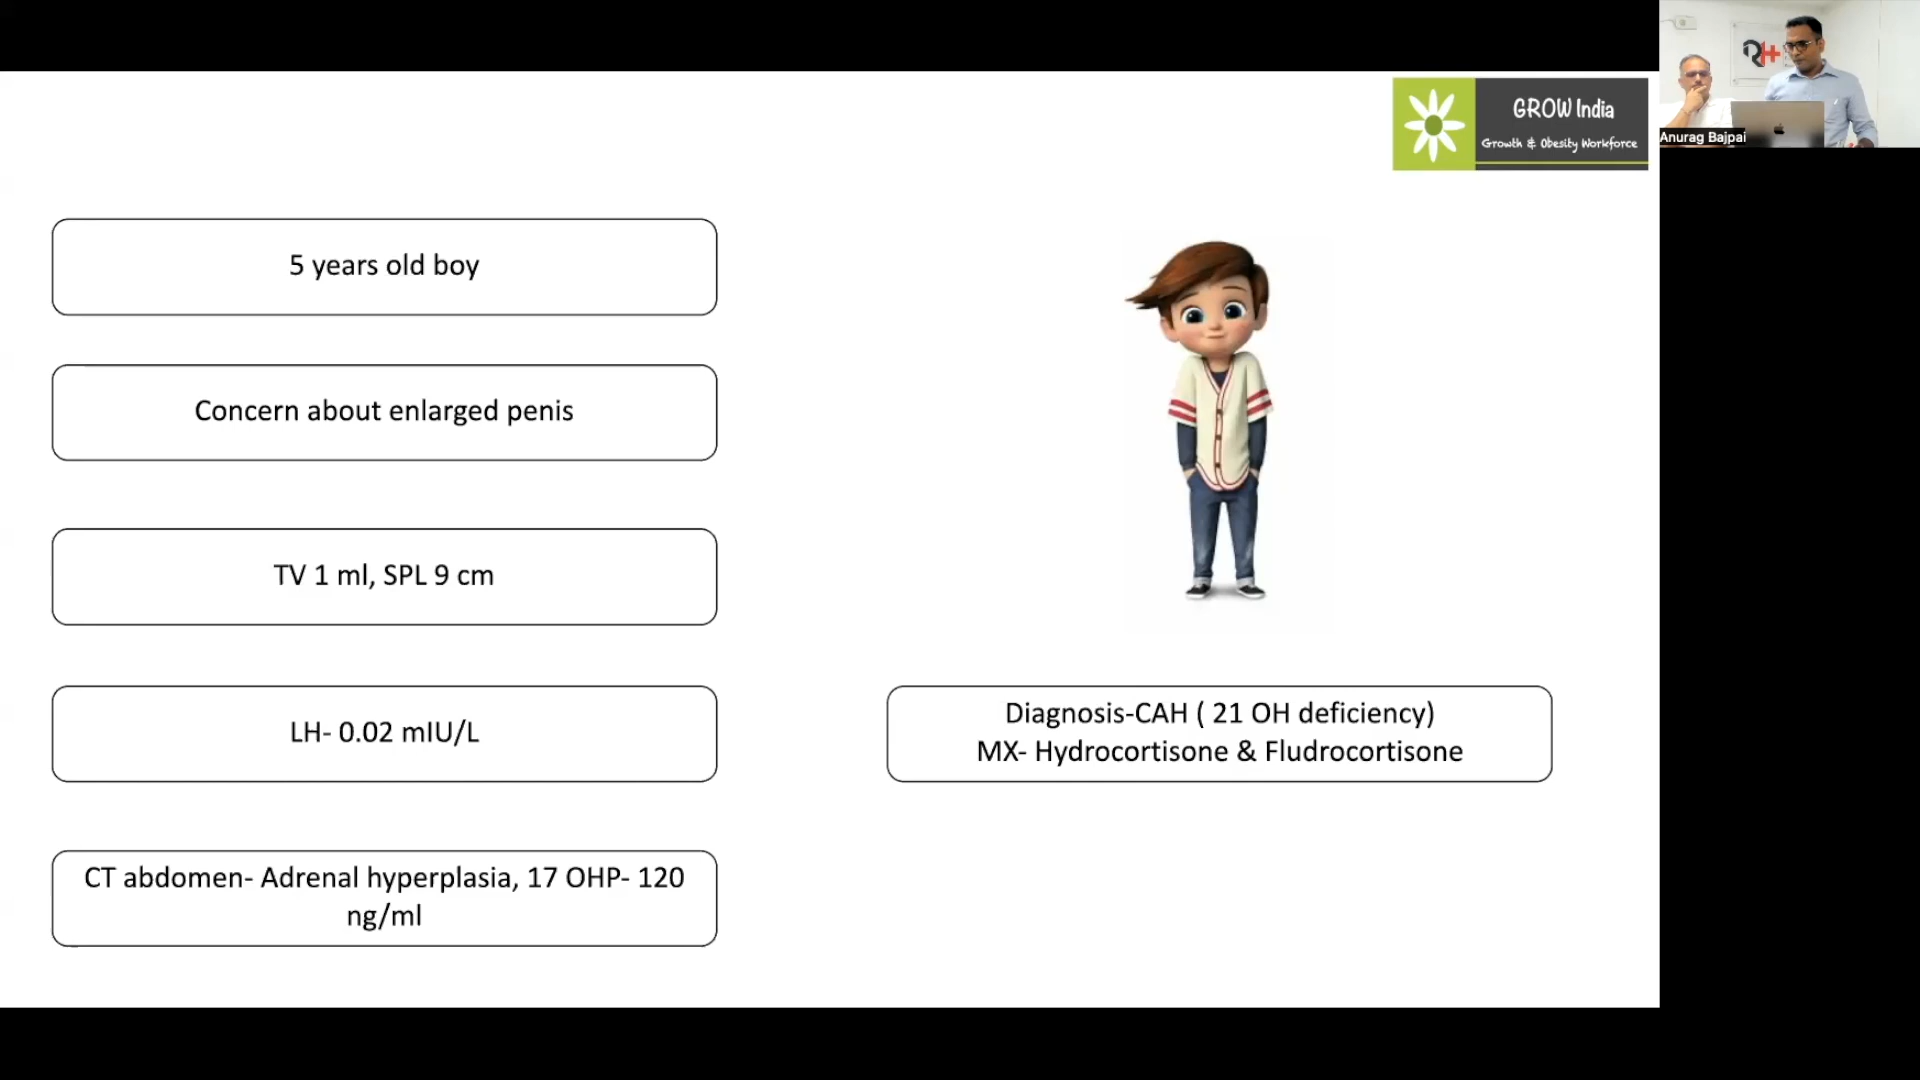 GROW India
Growth & Obesity Workforce
Anurag Bajpai
5 years old boy
Concern about enlarged penis
TV 1 ml, SPL 9 cm
LH- 0.02 mIU/L
CT abdomen- Adrenal hyperplasia, 17 OHP- 120
ng/ml
Diagnosis-CAH ( 21 OH deficiency)
MX- Hydrocortisone & Fludrocortisone